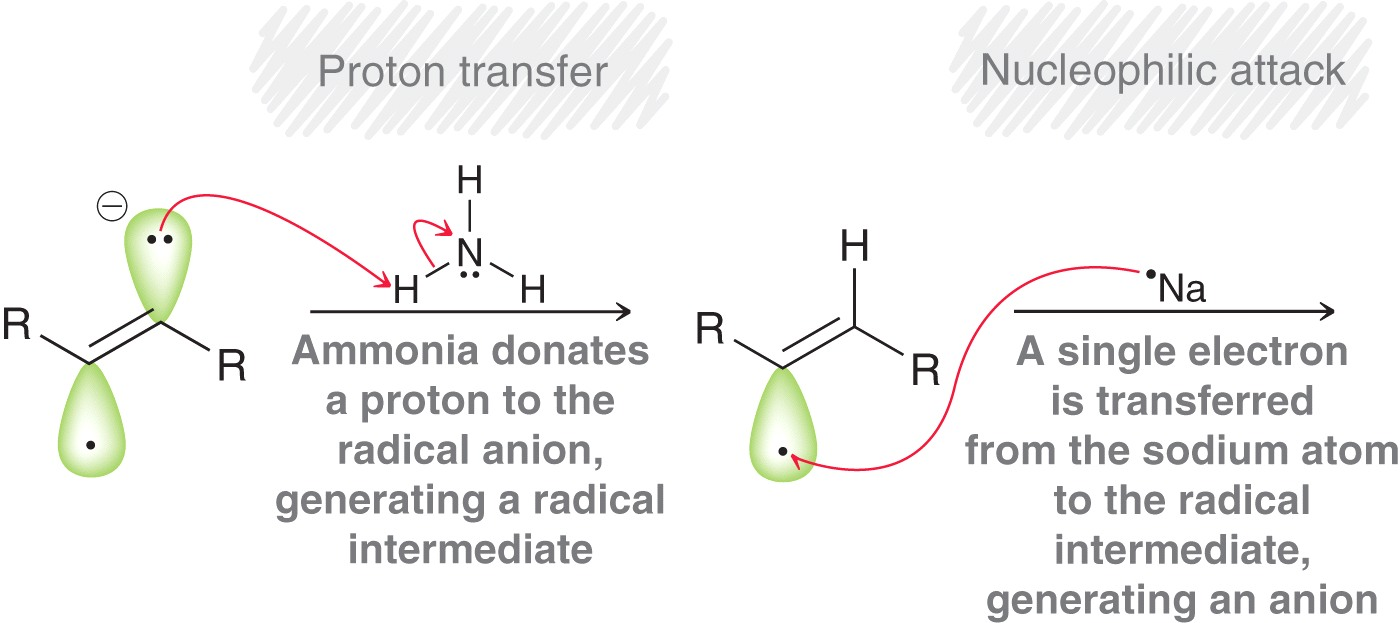 Proton transfer
Nucleophilic attack
⊖
H
N
H
H
R
R
Ammonia donates
a proton to the
radical anion,
generating a radical
intermediate
H
R
R
•Na
A single electron
is transferred
from the sodium atom
to the radical
intermediate,
generating an anion